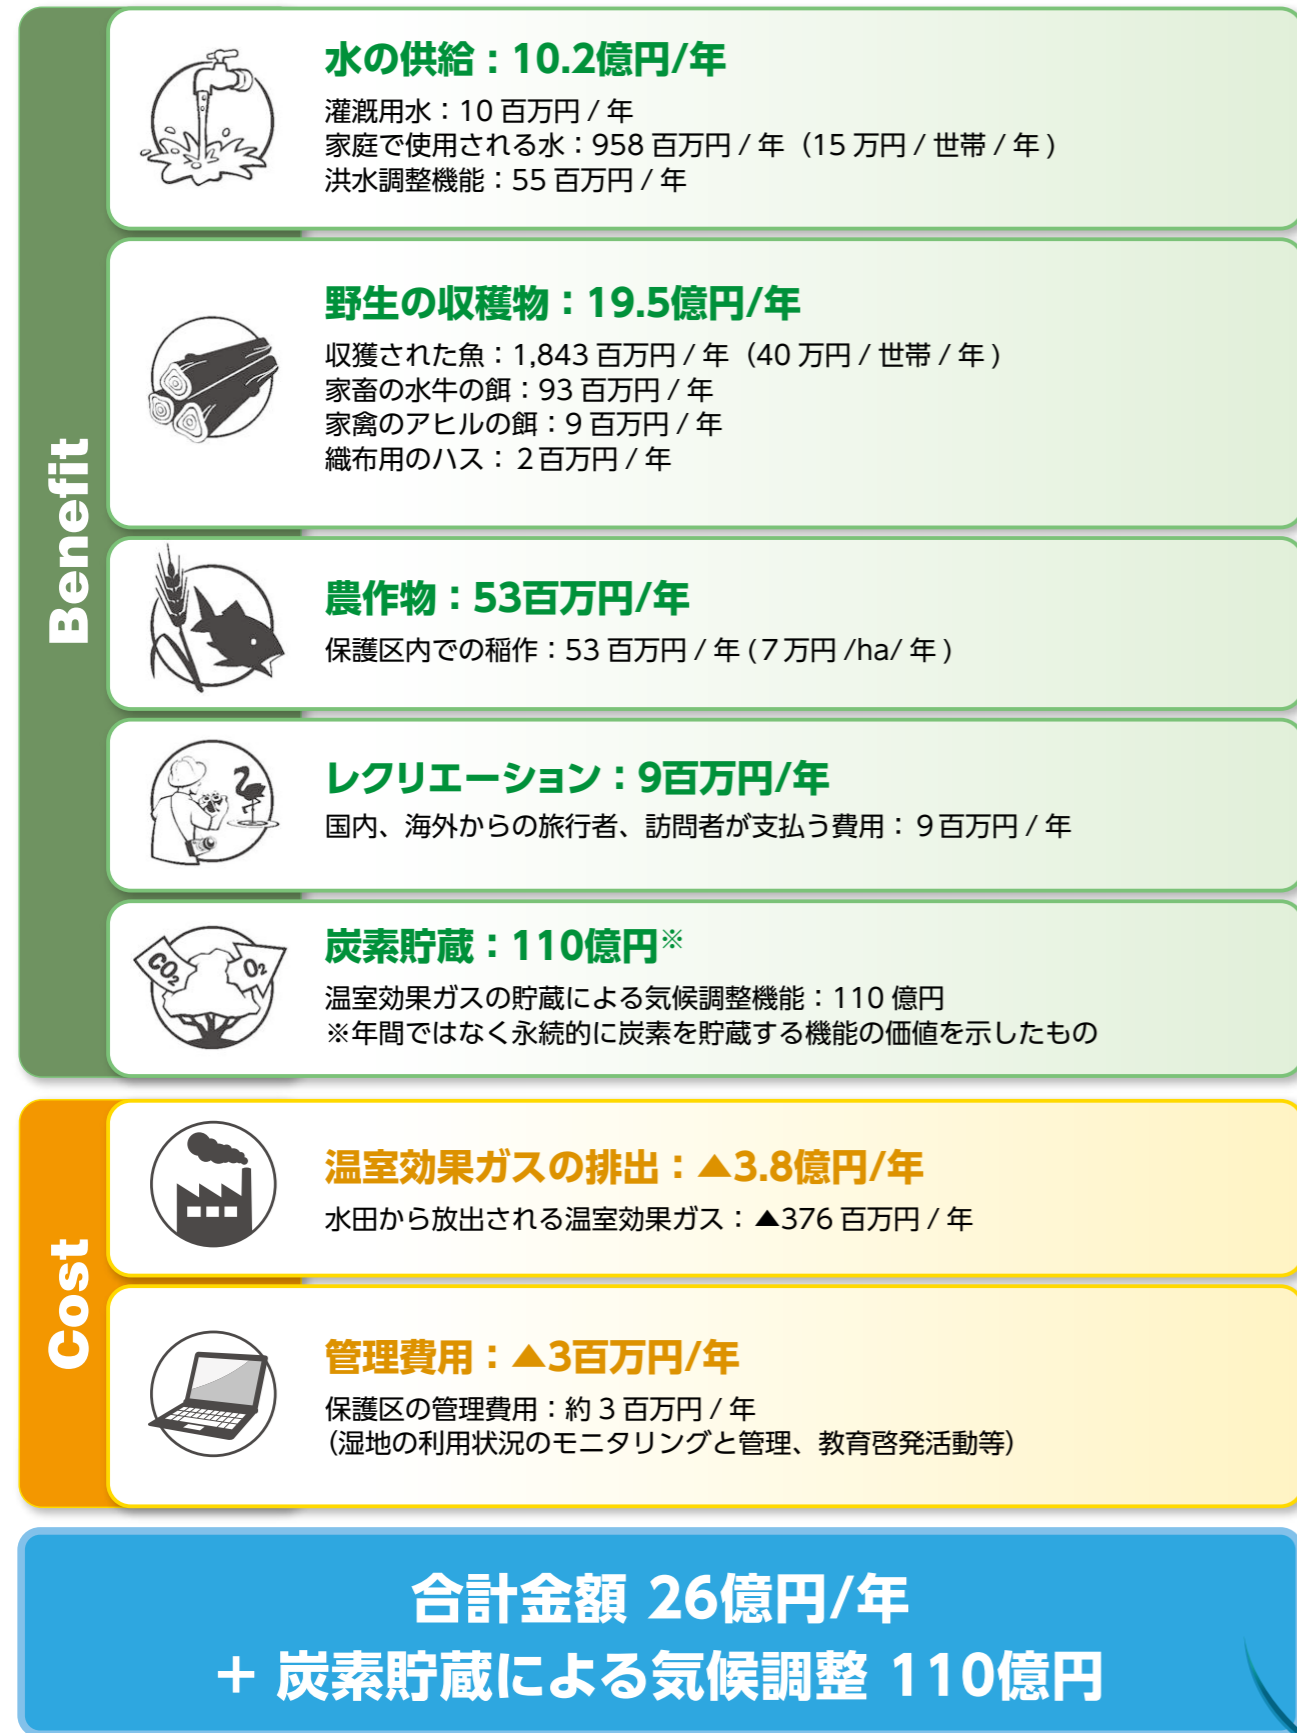 Benefit
水の供給：10.2億円/年
灌漑用水：10 百万円 / 年
家庭で使用される水：958 百万円 / 年（15 万円 / 世帯 / 年 )
洪水調整機能：55 百万円 / 年
野生の収穫物：19.5億円/年
収獲された魚：1,843 百万円 / 年（40 万円 / 世帯 / 年 )
家畜の水牛の餌：93 百万円 / 年
家禽のアヒルの餌：9 百万円 / 年
織布用のハス：２百万円 / 年
農作物：53百万円/年
保護区内での稲作：53 百万円 / 年 (７万円 /ha/ 年 )
レクリエーション：9百万円/年
国内、海外からの旅行者、訪問者が支払う費用：９百万円 / 年
CO₂
O₂
炭素貯蔵：110億円※
温室効果ガスの貯蔵による気候調整機能：110 億円
※年間ではなく永続的に炭素を貯蔵する機能の価値を示したもの
Cost
温室効果ガスの排出：▲3.8億円/年
水田から放出される温室効果ガス：▲376 百万円 / 年
管理費用：▲3百万円/年
保護区の管理費用：約 3 百万円 / 年
（湿地の利用状況のモニタリングと管理、教育啓発活動等）
合計金額 26億円/年
＋ 炭素貯蔵による気候調整 110億円